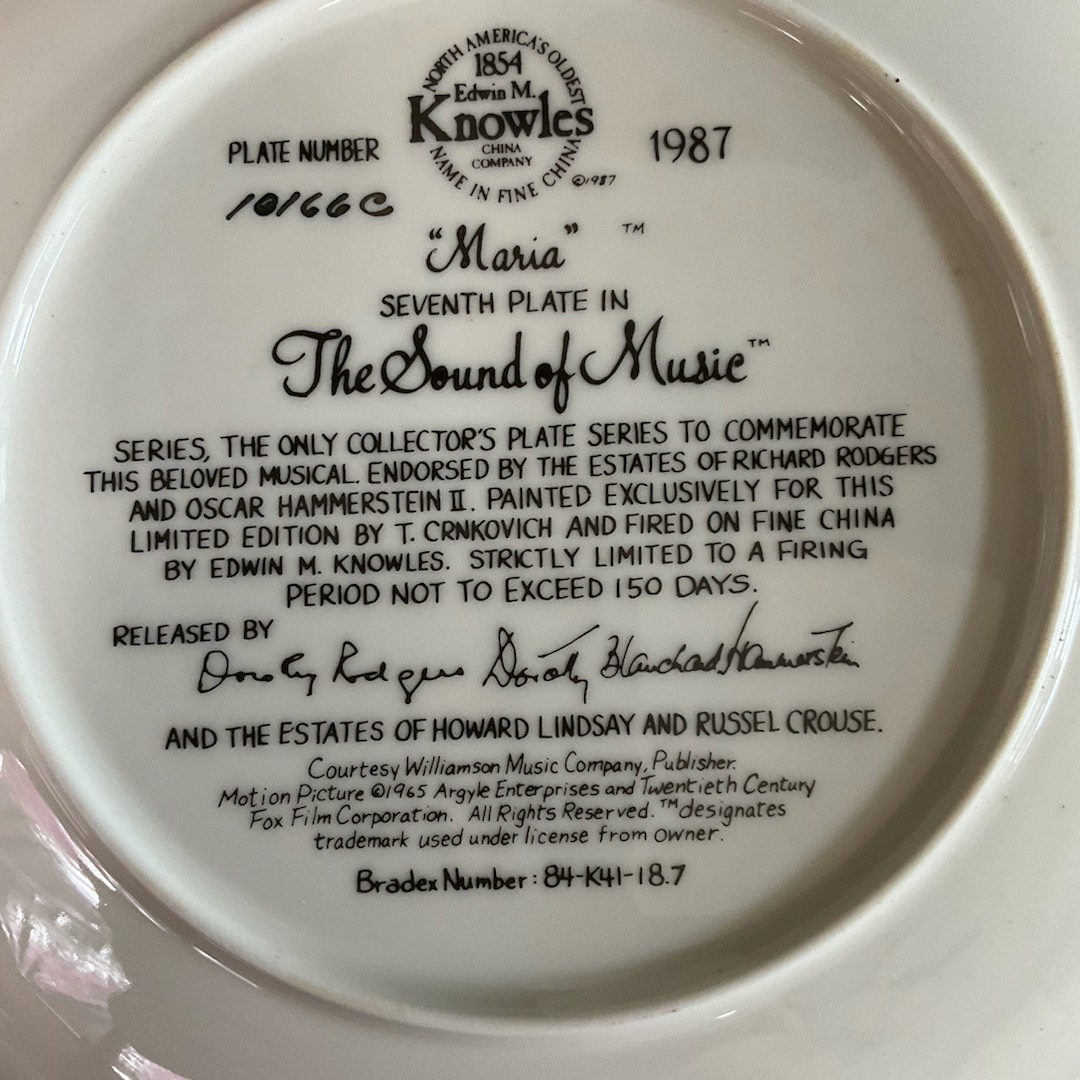 NORTH AMERICA'S OLDEST
1854
Edwin M.
Knowles
CHINA
COMPANY
NAME IN FINE CHINA
©1987
PLATE NUMBER
10166C
1987
"Maria" ™
SEVENTH PLATE IN
The Sound of Music™
SERIES, THE ONLY COLLECTOR'S PLATE SERIES TO COMMEMORATE
THIS BELOVED MUSICAL. ENDORSED BY THE ESTATES OF RICHARD RODGERS
AND OSCAR HAMMERSTEIN II. PAINTED EXCLUSIVELY FOR THIS
LIMITED EDITION BY T. CRNKOVICH AND FIRED ON FINE CHINA
BY EDWIN M. KNOWLES. STRICTLY LIMITED TO A FIRING
PERIOD NOT TO EXCEED 150 DAYS.
RELEASED BY
Dorothy Rodgers Dorothy Blanchard Hammerstein
AND THE ESTATES OF HOWARD LINDSAY AND RUSSEL CROUSE.
Courtesy Williamson Music Company, Publisher.
Motion Picture ©1965 Argyle Enterprises and Twentieth Century
Fox Film Corporation. All Rights Reserved. ™designates
trademark used under license from owner.
Bradex Number: 84-K41-18.7